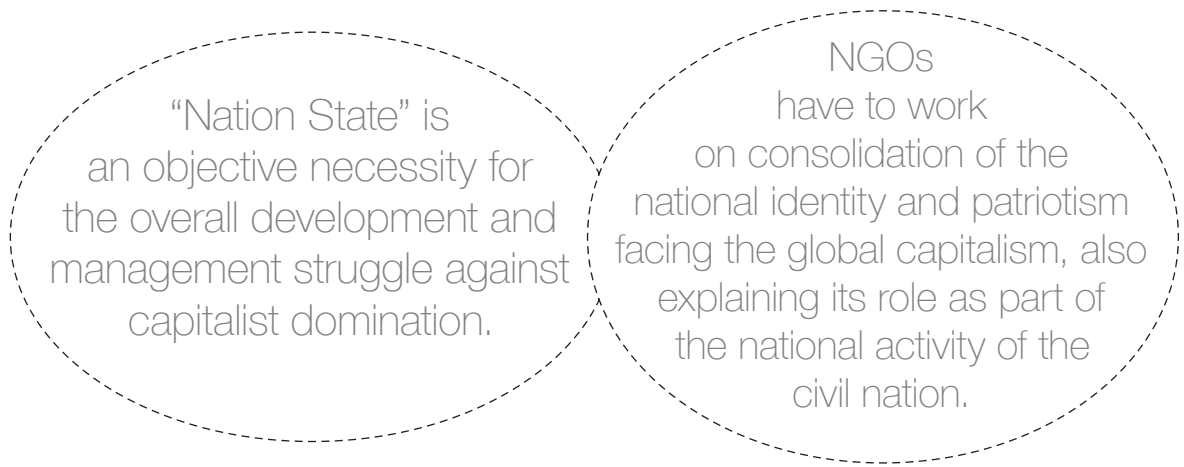 “Nation State” is
an objective necessity for
the overall development and
management struggle against
capitalist domination.
NGOs
have to work
on consolidation of the
national identity and patriotism
facing the global capitalism, also
explaining its role as part of
the national activity of the
civil nation.